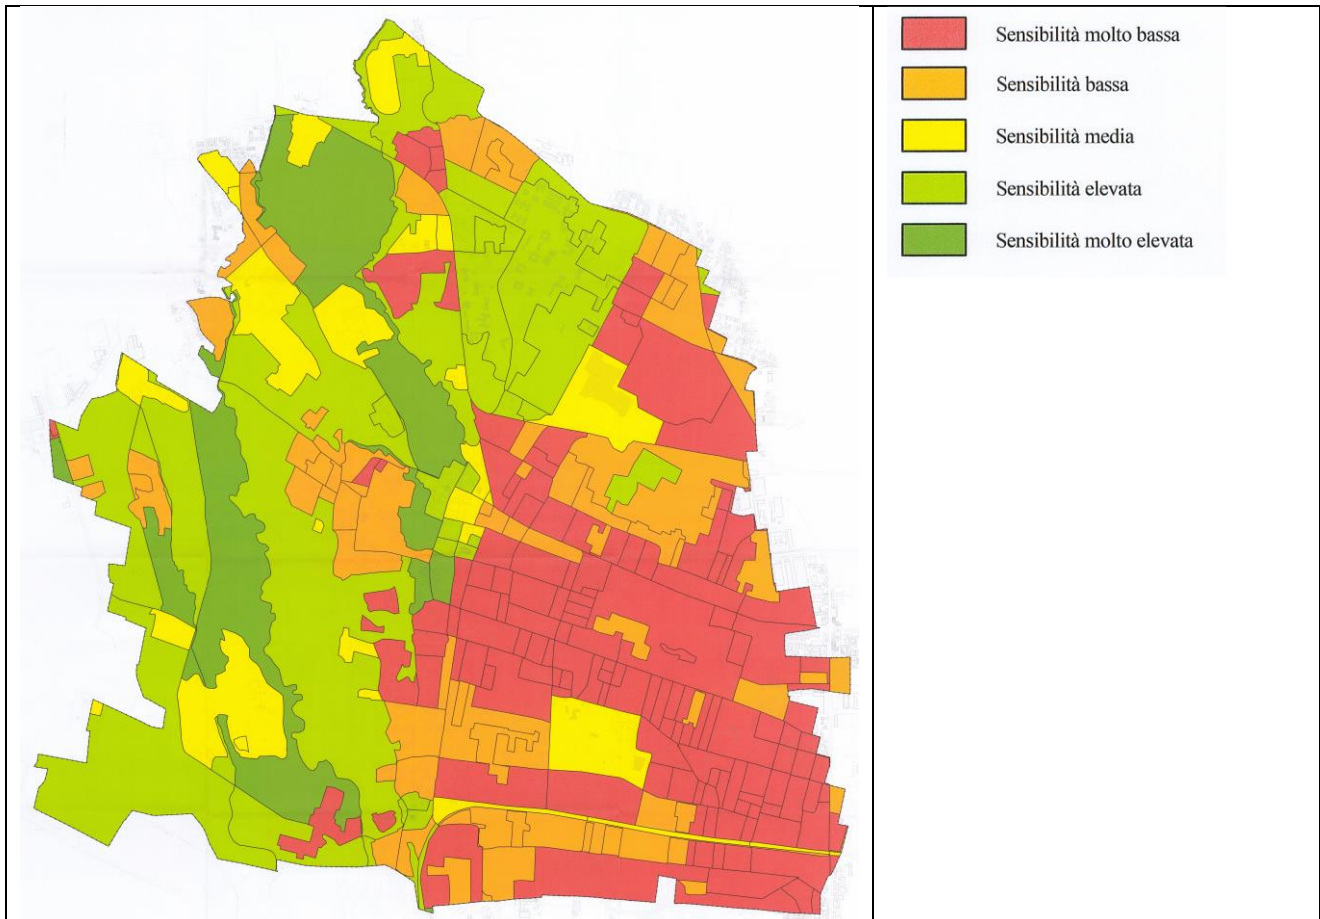 Sensibilità molto bassa
Sensibilità bassa
Sensibilità media
Sensibilità elevata
Sensibilità molto elevata